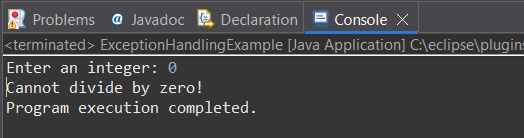 Problems @ Javadoc Declaration Console
<terminated> ExceptionHandlingExample [Java Application] C:\eclipse\plugins
Enter an integer: 0
Cannot divide by zero!
Program execution completed.